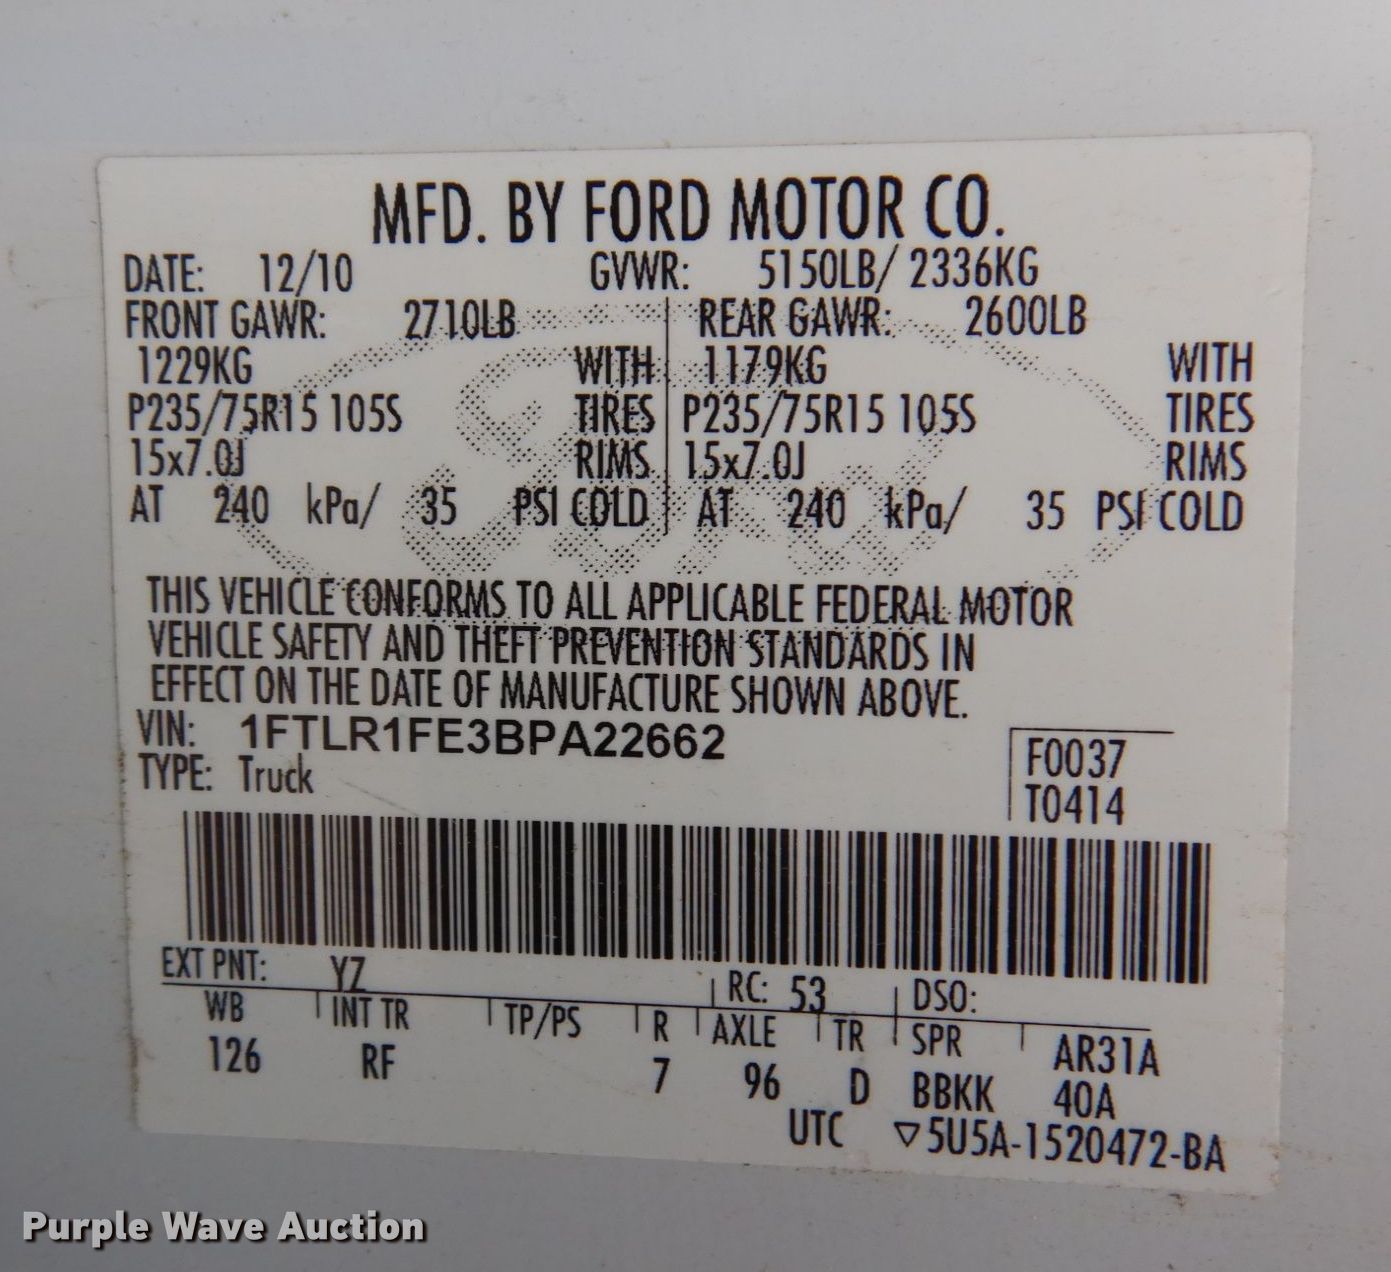 MFD. BY FORD MOTOR CO.
DATE: 12/10 GVWR: 5150LB/ 2336KG
FRONT GAWR: 2710LB REAR GAWR: 2600LB
1229KG WITH 1179KG WITH
P235/75R15 105S TIRES P235/75R15 105S TIRES
15x7.0J RIMS 15x7.0J RIMS
AT 240 kPa/ 35 PSI COLD AT 240 kPa/ 35 PSI COLD
THIS VEHICLE CONFORMS TO ALL APPLICABLE FEDERAL MOTOR
VEHICLE SAFETY AND THEFT PREVENTION STANDARDS IN
EFFECT ON THE DATE OF MANUFACTURE SHOWN ABOVE.
VIN: 1FTLR1FE3BPA22662
TYPE: Truck
F0037
T0414
EXT PNT: YZ RC: 53 DSO:
WB INT TR TP/PS R AXLE TR SPR
126 RF 7 96 D BBKK
AR31A
40A
UTC ▽5U5A-1520472-BA
Purple Wave Auction